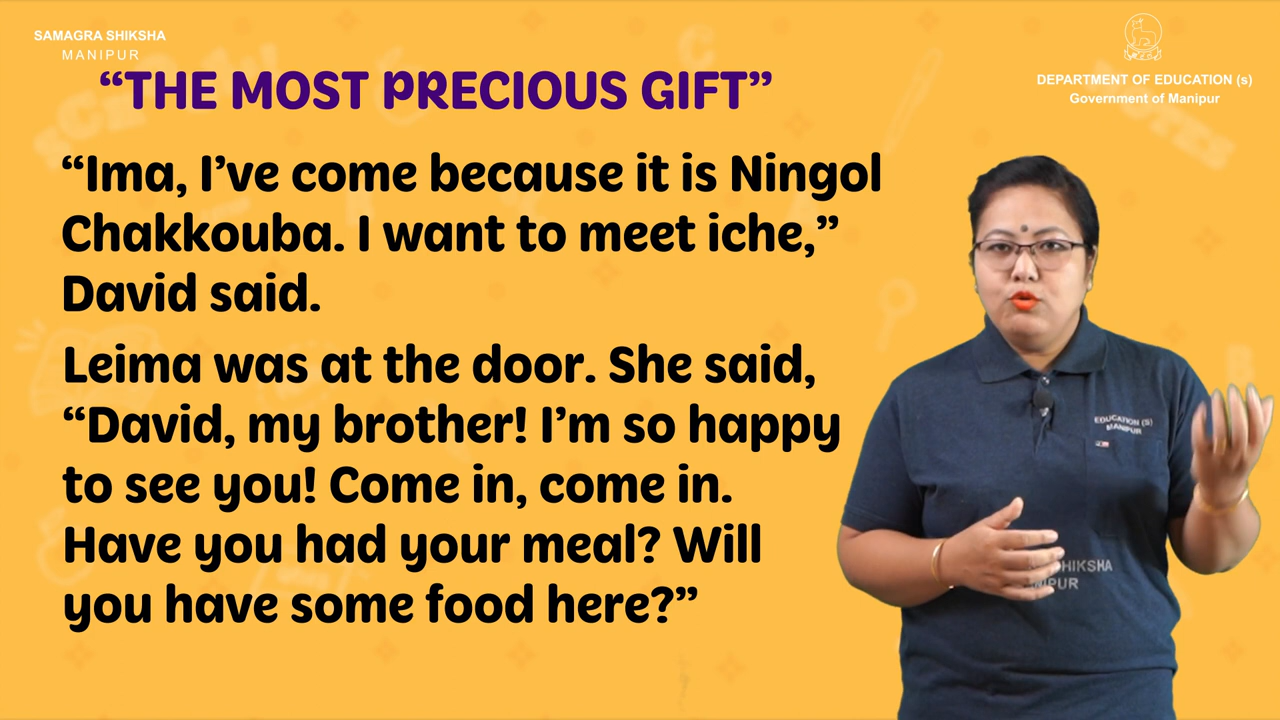 SAMAGRA SHIKSHA
MANIPUR
DEPARTMENT OF EDUCATION (s)
Government of Manipur
“THE MOST PRECIOUS GIFT”
“Ima, I’ve come because it is Ningol
Chakkouba. I want to meet iche,”
David said.
Leima was at the door. She said,
“David, my brother! I’m so happy
to see you! Come in, come in.
Have you had your meal? Will
you have some food here?”
EDUCATION (S)
MANIPUR